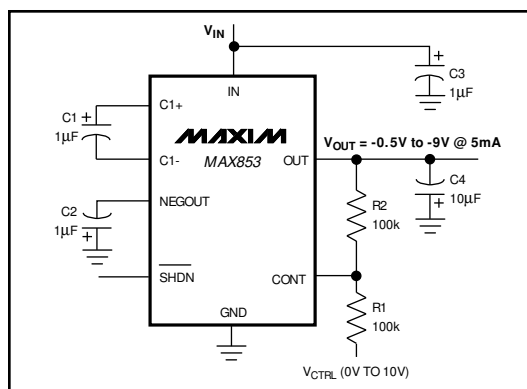 V_IN
C3
1µF
C1
1µF
C1+
IN
MAXIM
MAX853
C1-
OUT
V_OUT = -0.5V to -9V @ 5mA
C4
10µF
C2
1µF
NEGOUT
R2
100k
SHDN
CONT
GND
R1
100k
V_CTRL (0V TO 10V)